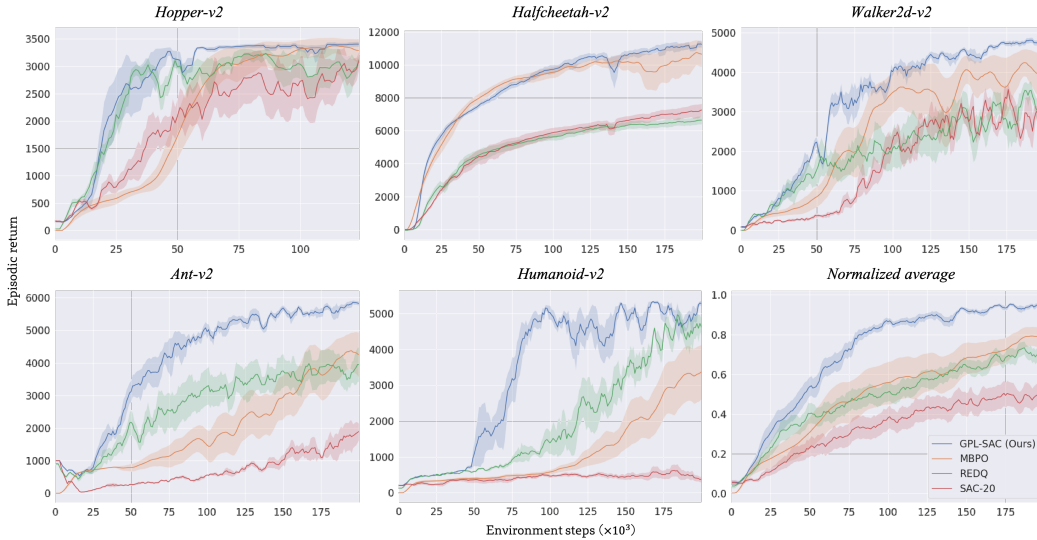 Hopper-v2
Halfcheetah-v2
Walker2d-v2
3500
3000
2500
2000
1500
1000
500
0
0 25 50 75 100
12000
10000
8000
6000
4000
2000
0
0 25 50 75 100 125 150 175
5000
4000
3000
2000
1000
0
0 25 50 75 100 125 150 175
Episodic return
Ant-v2
Humanoid-v2
Normalized average
6000
5000
4000
3000
2000
1000
0
0 25 50 75 100 125 150 175
5000
4000
3000
2000
1000
0
0 25 50 75 100 125 150 175
1.0
0.8
0.6
0.4
0.2
0.0
0 25 50 75 100 125 150 175
GPL-SAC (Ours)
MBPO
REDQ
SAC-20
Environment steps (×10³)